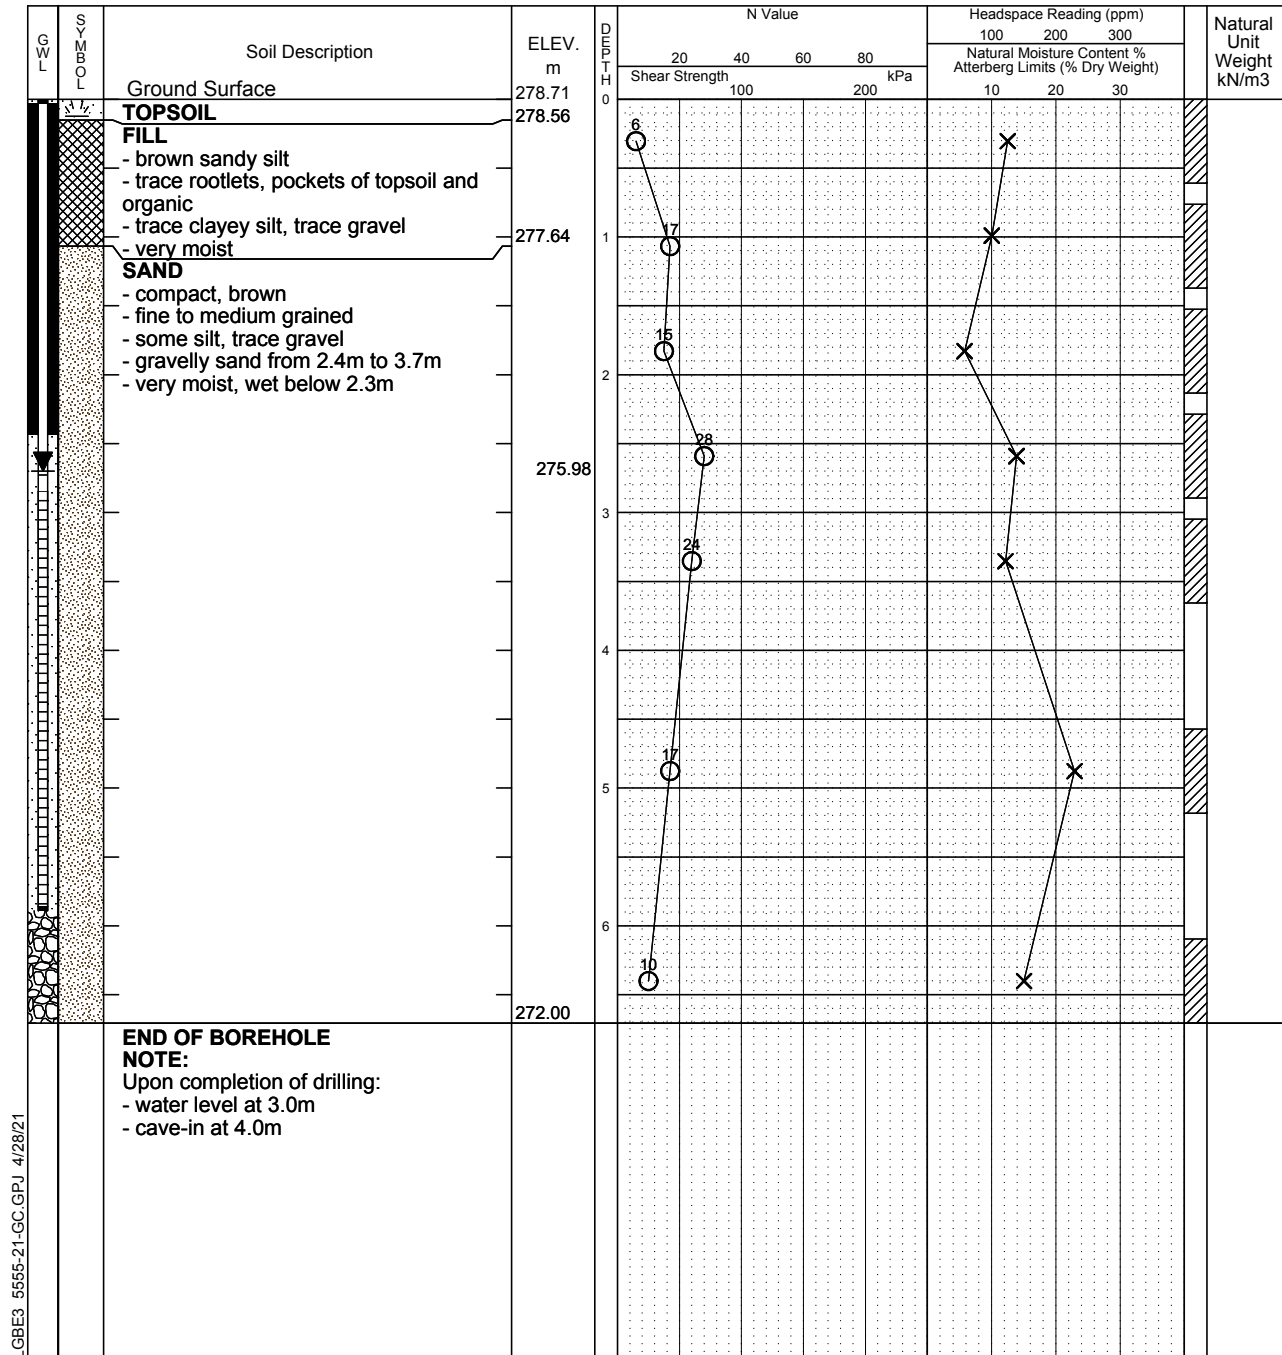 GWL
SYMBOL
Soil Description
ELEV.
m
DEPTH
N Value
20 40 60 80
Shear Strength kPa
100 200
Headspace Reading (ppm)
100 200 300
Natural Moisture Content %
Atterberg Limits (% Dry Weight)
10 20 30
Natural
Unit
Weight
kN/m3
Ground Surface
278.71
0
TOPSOIL
278.56
FILL
- brown sandy silt
- trace rootlets, pockets of topsoil and
organic
- trace clayey silt, trace gravel
- very moist
277.64
SAND
- compact, brown
- fine to medium grained
- some silt, trace gravel
- gravelly sand from 2.4m to 3.7m
- very moist, wet below 2.3m
275.98
272.00
1
2
3
4
5
6
6
17
15
28
24
17
10
END OF BOREHOLE
NOTE:
Upon completion of drilling:
- water level at 3.0m
- cave-in at 4.0m
LGBE3 5555-21-GC.GPJ 4/28/21